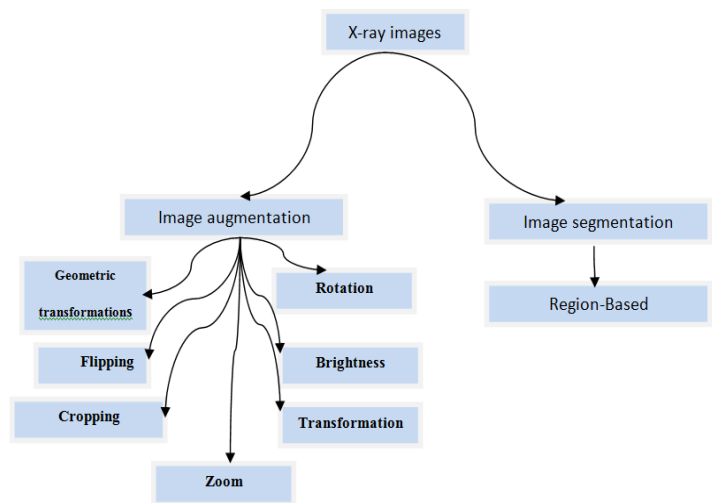 X-ray images
Image augmentation
Image segmentation
Geometric
transformations
Rotation
Region-Based
Flipping
Brightness
Cropping
Transformation
Zoom